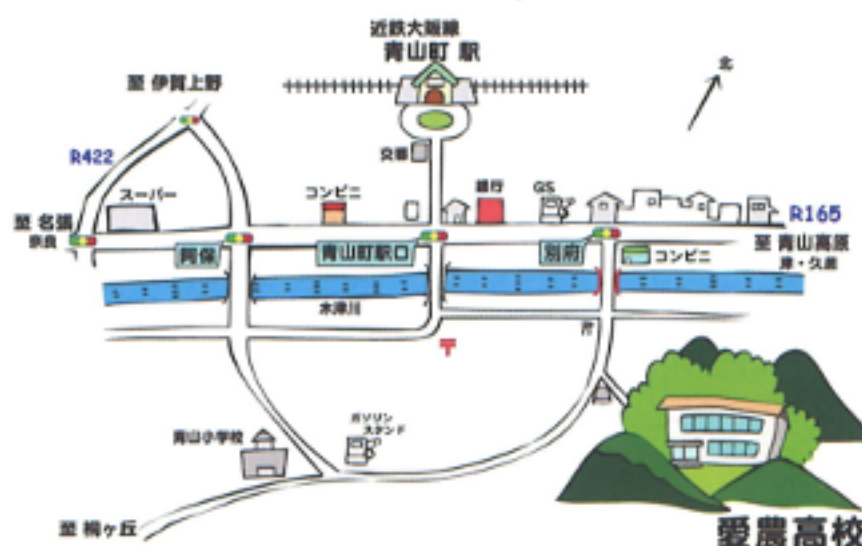 近鉄大阪線
青山町 駅
至 伊賀上野
北
R422
交番
スーパー
コンビニ
銀行
GS
R165
至 名張
奈良
阿保
青山町駅口
別府
コンビニ
至 青山高原
津・久居
木津川
〒
青山小学校
ガソリン
スタンド
至 桐ヶ丘
愛農高校